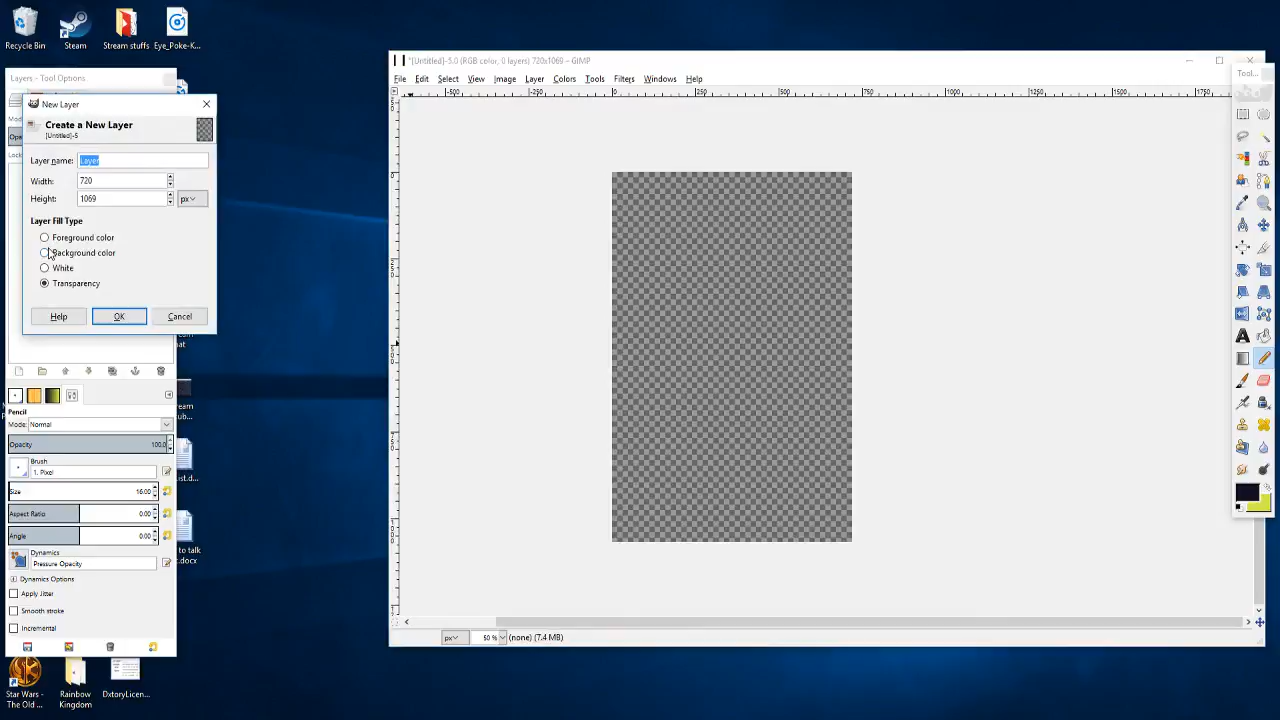 Recycle Bin
Steam
Stream stuffs
Eye_Poke-K...
Layers - Tool Options
New Layer
Create a New Layer
[Untitled]-5
Layer name: Layer
Width: 720
Height: 1069
px
Layer Fill Type
Foreground color
Background color
White
Transparency
Help
OK
Cancel
Pencil
Mode: Normal
Opacity 100.0
Brush
1. Pixel
Size 16.00
Aspect Ratio 0.00
Angle 0.00
Dynamics
Pressure Opacity
Dynamics Options
Apply Jitter
Smooth stroke
Incremental
Star Wars - The Old ...
Rainbow Kingdom
DxtoryLicen...
*[Untitled]-5.0 (RGB color, 0 layers) 720x1069 – GIMP
File Edit Select View Image Layer Colors Tools Filters Windows Help
-500 -250 0 250 500 750 1000 1250 1500 1750
px 50 % (none) (7.4 MB)
Tool...